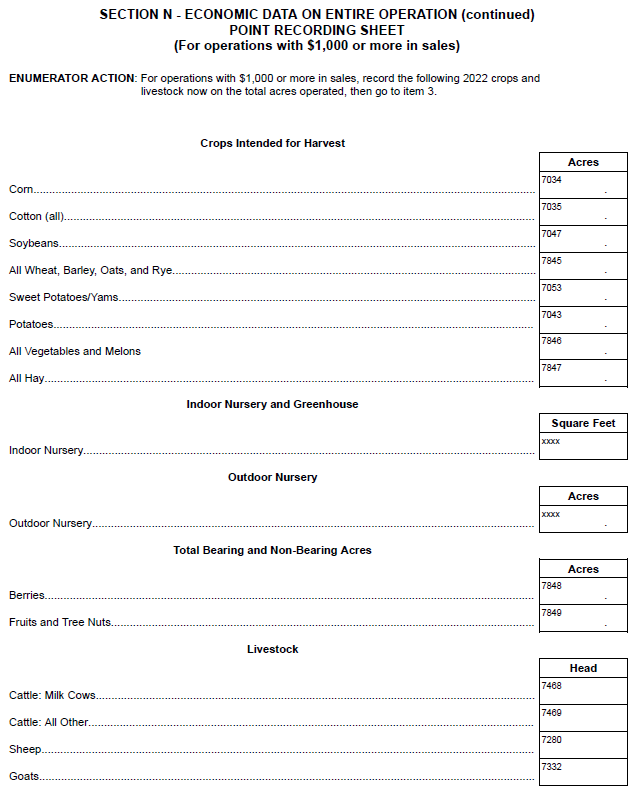 SECTION N - ECONOMIC DATA ON ENTIRE OPERATION (continued)
POINT RECORDING SHEET
(For operations with $1,000 or more in sales)
ENUMERATOR ACTION: For operations with $1,000 or more in sales, record the following 2022 crops and
livestock now on the total acres operated, then go to item 3.
Crops Intended for Harvest
Acres
Corn 7034 .
Cotton (all) 7035 .
Soybeans 7047 .
All Wheat, Barley, Oats, and Rye 7845 .
Sweet Potatoes/Yams 7053 .
Potatoes 7043 .
All Vegetables and Melons 7846 .
All Hay 7847 .
Indoor Nursery and Greenhouse
Square Feet
Indoor Nursery xxxx
Outdoor Nursery
Acres
Outdoor Nursery xxxx .
Total Bearing and Non-Bearing Acres
Acres
Berries 7848 .
Fruits and Tree Nuts 7849 .
Livestock
Head
Cattle: Milk Cows 7468
Cattle: All Other 7469
Sheep 7280
Goats 7332